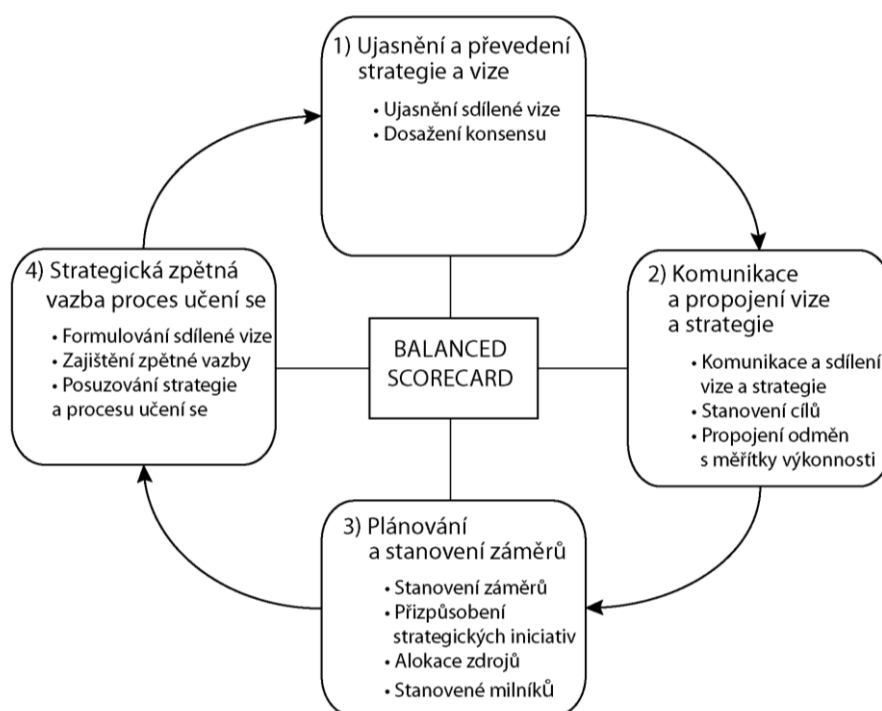 1) Ujasnění a převedení
strategie a vize
• Ujasnění sdílené vize
• Dosažení konsensu
2) Komunikace
a propojení vize
a strategie
• Komunikace a sdílení
vize a strategie
• Stanovení cílů
• Propojení odměn
s měřítky výkonnosti
3) Plánování
a stanovení záměrů
• Stanovení záměrů
• Přizpůsobení
strategických iniciativ
• Alokace zdrojů
• Stanovené milníků
4) Strategická zpětná
vazba proces učení se
• Formulování sdílené vize
• Zajištění zpětné vazby
• Posuzování strategie
a procesu učení se
BALANCED
SCORECARD